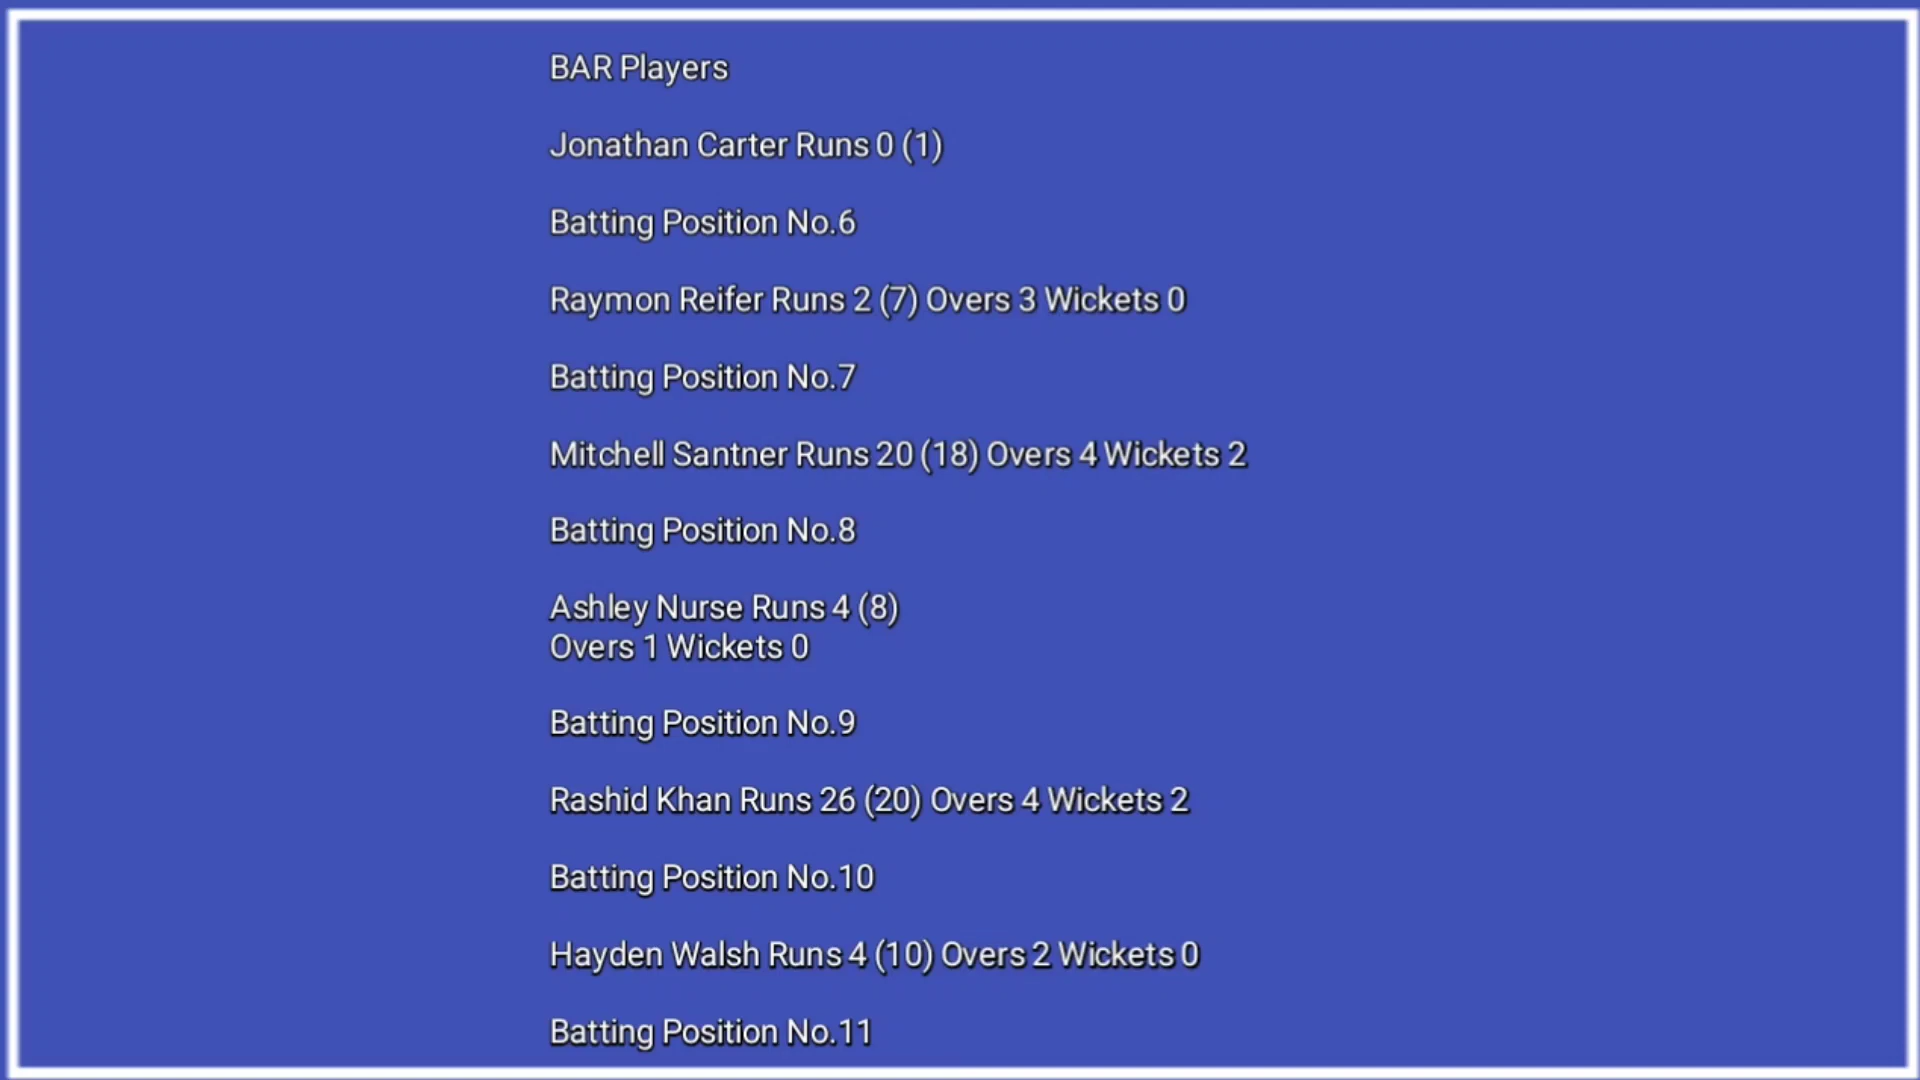 BAR Players
Jonathan Carter Runs 0 (1)
Batting Position No.6
Raymon Reifer Runs 2 (7) Overs 3 Wickets 0
Batting Position No.7
Mitchell Santner Runs 20 (18) Overs 4 Wickets 2
Batting Position No.8
Ashley Nurse Runs 4 (8)
Overs 1 Wickets 0
Batting Position No.9
Rashid Khan Runs 26 (20) Overs 4 Wickets 2
Batting Position No.10
Hayden Walsh Runs 4 (10) Overs 2 Wickets 0
Batting Position No.11